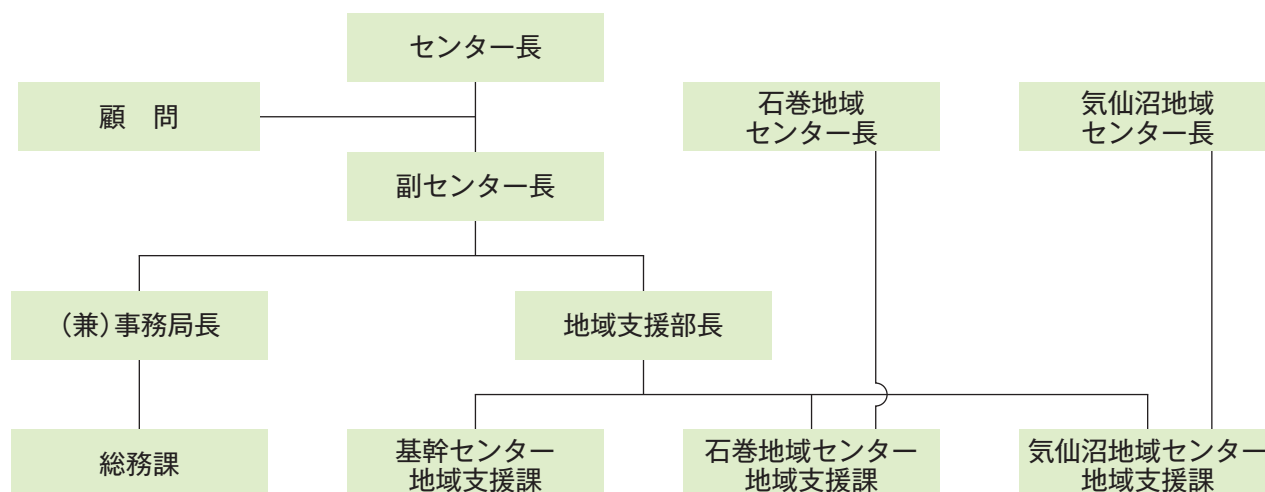 センター長
顧　問
石巻地域
センター長
気仙沼地域
センター長
副センター長
（兼）事務局長
地域支援部長
総務課
基幹センター
地域支援課
石巻地域センター
地域支援課
気仙沼地域センター
地域支援課